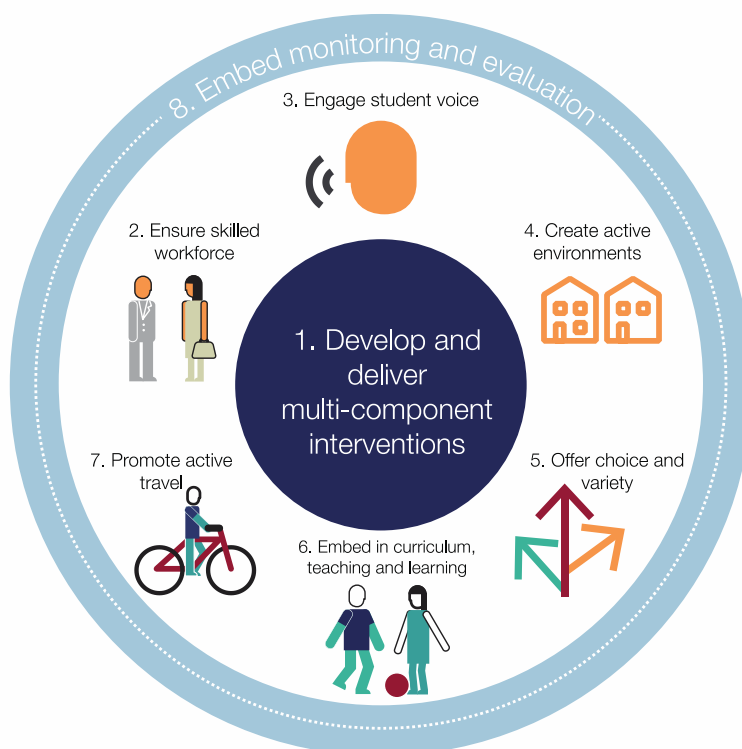 8. Embed monitoring and evaluation
3. Engage student voice
2. Ensure skilled
workforce
4. Create active
environments
1. Develop and
deliver
multi-component
interventions
7. Promote active
travel
5. Offer choice and
variety
6. Embed in curriculum,
teaching and learning